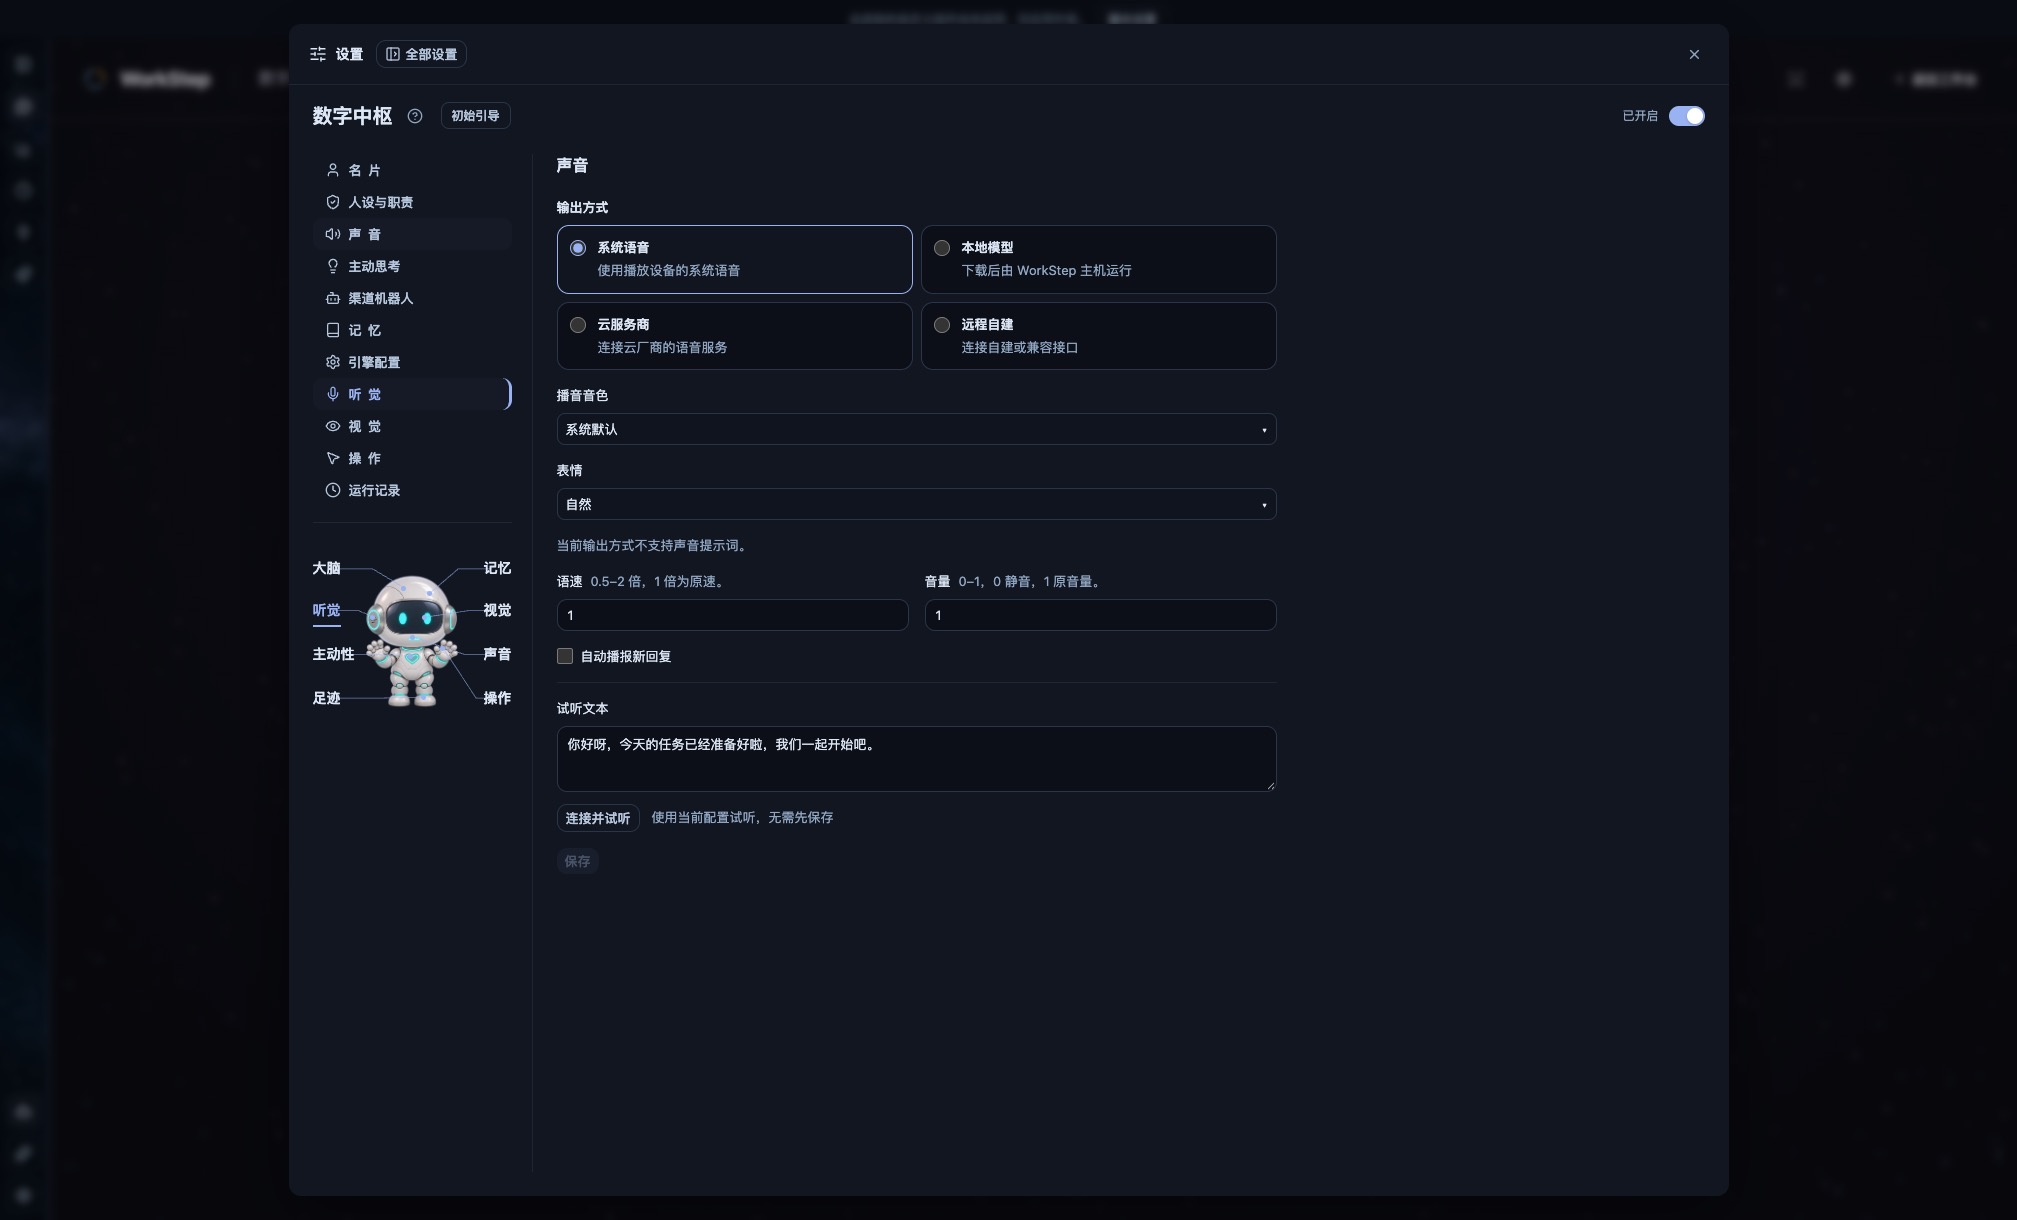 设置 全部设置
数字中枢 初始引导 已开启
名 片
人设与职责
声 音
主动思考
渠道机器人
记 忆
引擎配置
听 觉
视 觉
操 作
运行记录
大脑 记忆
听觉 视觉
主动性 声音
足迹 操作
声音
输出方式
系统语音
使用播放设备的系统语音
本地模型
下载后由 WorkStep 主机运行
云服务商
连接云厂商的语音服务
远程自建
连接自建或兼容接口
播音音色
系统默认
表情
自然
当前输出方式不支持声音提示词。
语速 0.5–2 倍，1 倍为原速。
1
音量 0–1，0 静音，1 原音量。
1
自动播报新回复
试听文本
你好呀，今天的任务已经准备好啦，我们一起开始吧。
连接并试听 使用当前配置试听，无需先保存
保存
WorkStep